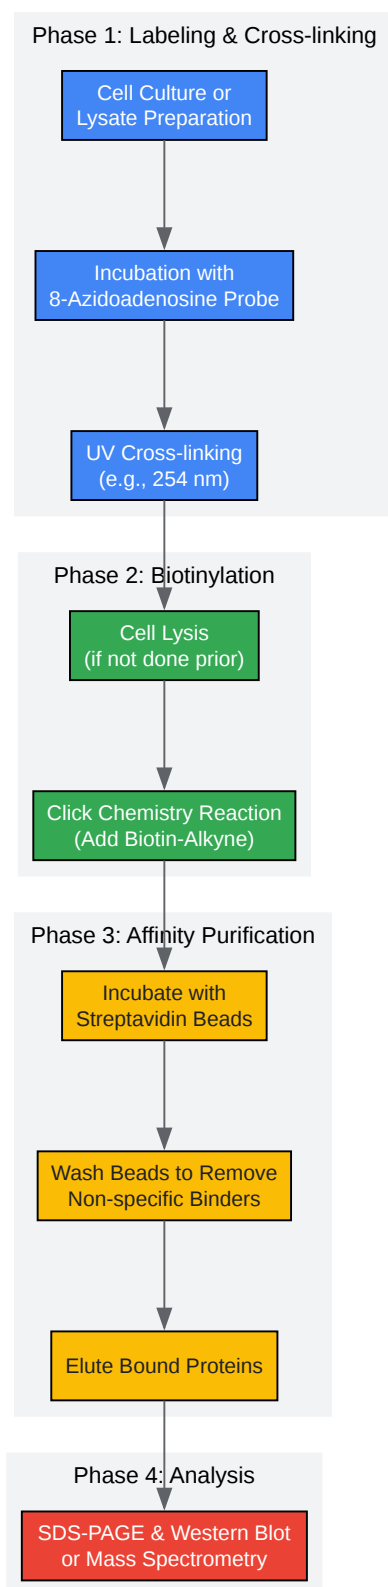 Phase 1: Labeling & Cross-linking
Cell Culture or
Lysate Preparation
Incubation with
8-Azidoadenosine Probe
UV Cross-linking
(e.g., 254 nm)
Phase 2: Biotinylation
Cell Lysis
(if not done prior)
Click Chemistry Reaction
(Add Biotin-Alkyne)
Phase 3: Affinity Purification
Incubate with
Streptavidin Beads
Wash Beads to Remove
Non-specific Binders
Elute Bound Proteins
Phase 4: Analysis
SDS-PAGE & Western Blot
or Mass Spectrometry